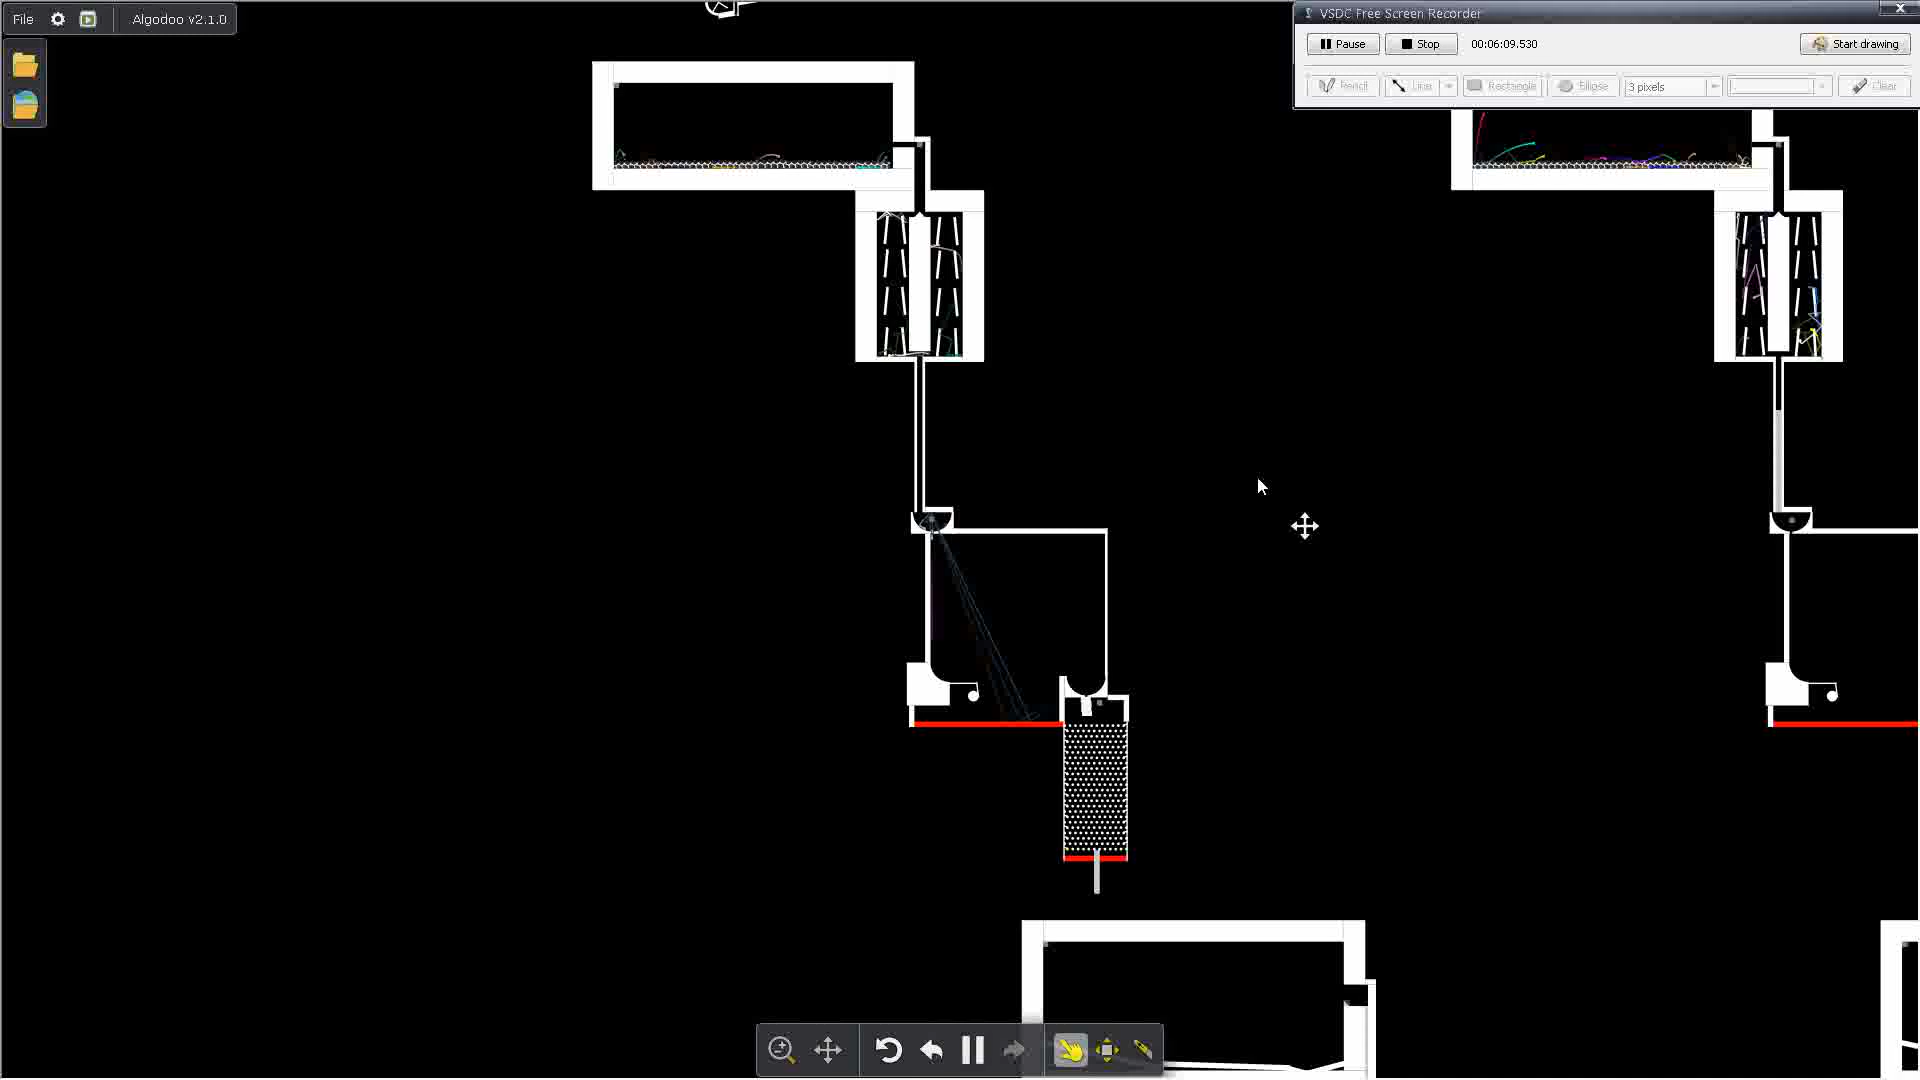 File Algodoo v2.1.0
VSDC Free Screen Recorder
Pause Stop 00:06:09.530 Start drawing
Pencil Line Rectangle Ellipse 3 pixels Clear